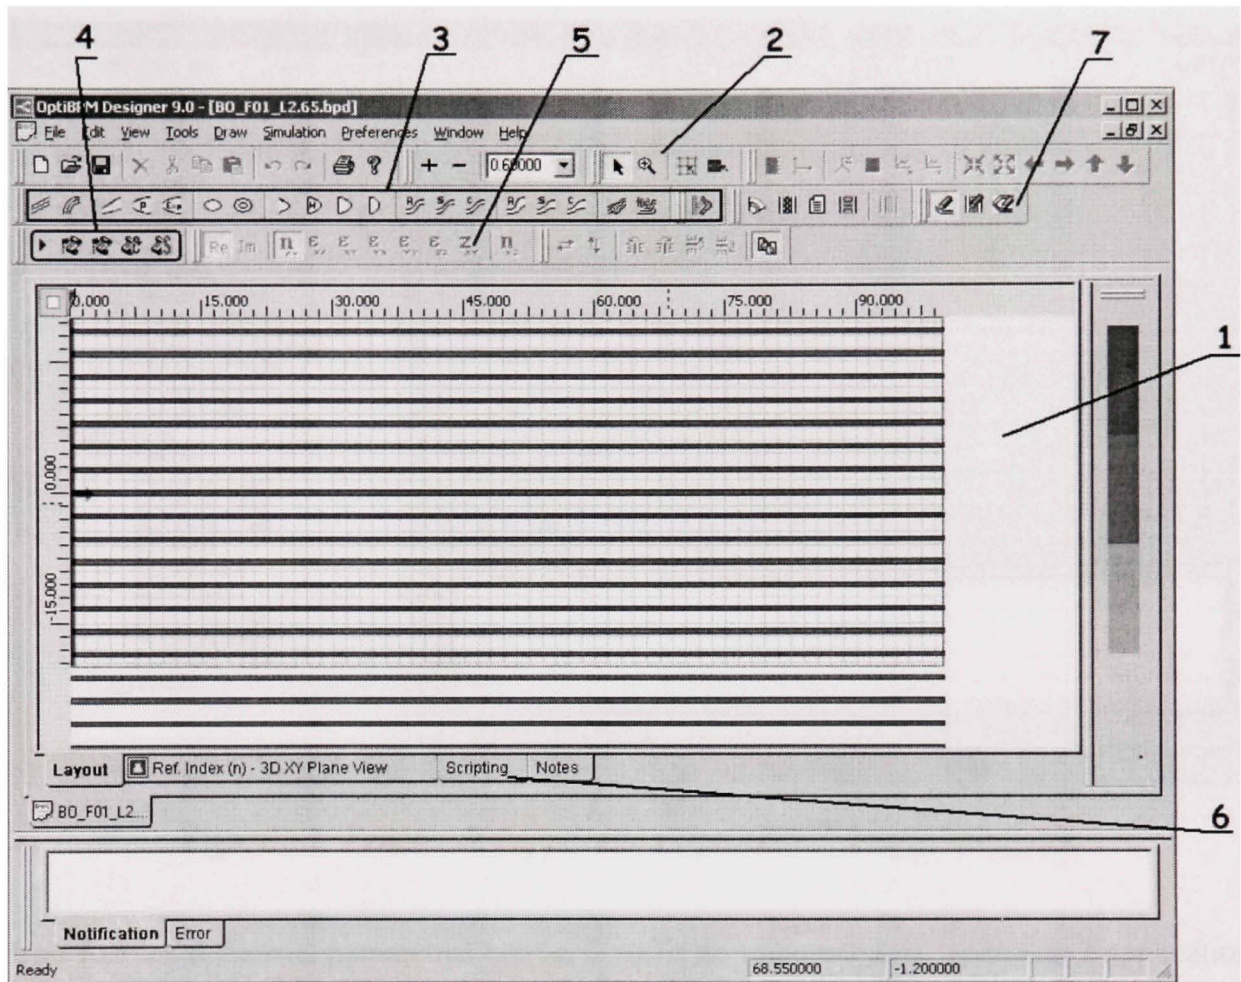 4 3 5 2 7
OptiBPM Designer 9.0 - [BO_F01_L2.65.bpd]
File Edit View Tools Draw Simulation Preferences Window Help
Re Im
0.000 15.000 30.000 45.000 60.000 75.000 90.000
1
0.000
-15.000
Layout Ref. Index (n) - 3D XY Plane View Scripting Notes
BO_F01_L2...
6
Notification Error
Ready 68.550000 -1.200000